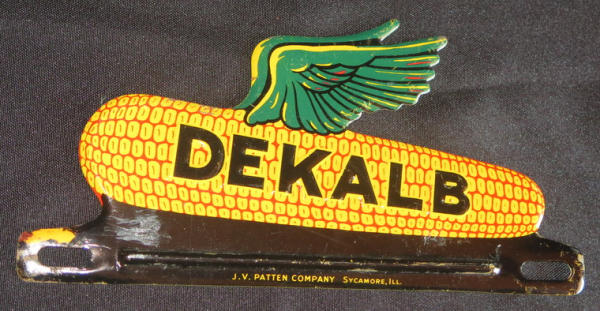 DEKALB
J.V. PATTEN COMPANY SYCAMORE, ILL.